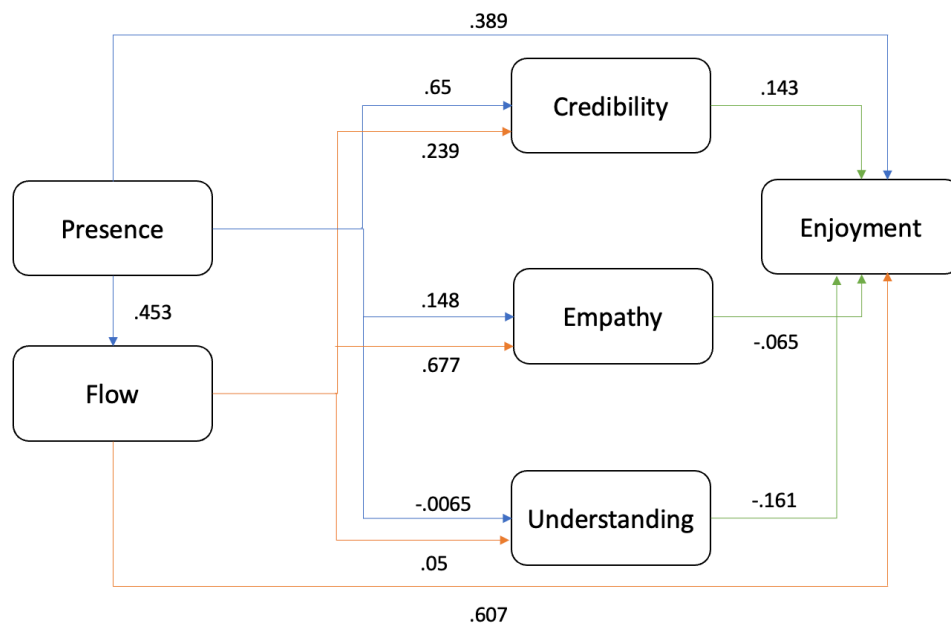 .389
.65
Credibility
.143
.239
Presence
Enjoyment
.453
.148
Empathy
-.065
.677
Flow
-.0065
Understanding
-.161
.05
.607